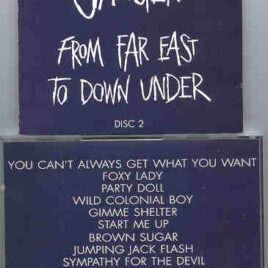 FROM FAR EAST
TO DOWN UNDER
DISC 2
YOU CAN'T ALWAYS GET WHAT YOU WANT
FOXY LADY
PARTY DOLL
WILD COLONIAL BOY
GIMME SHELTER
START ME UP
BROWN SUGAR
JUMPING JACK FLASH
SYMPATHY FOR THE DEVIL